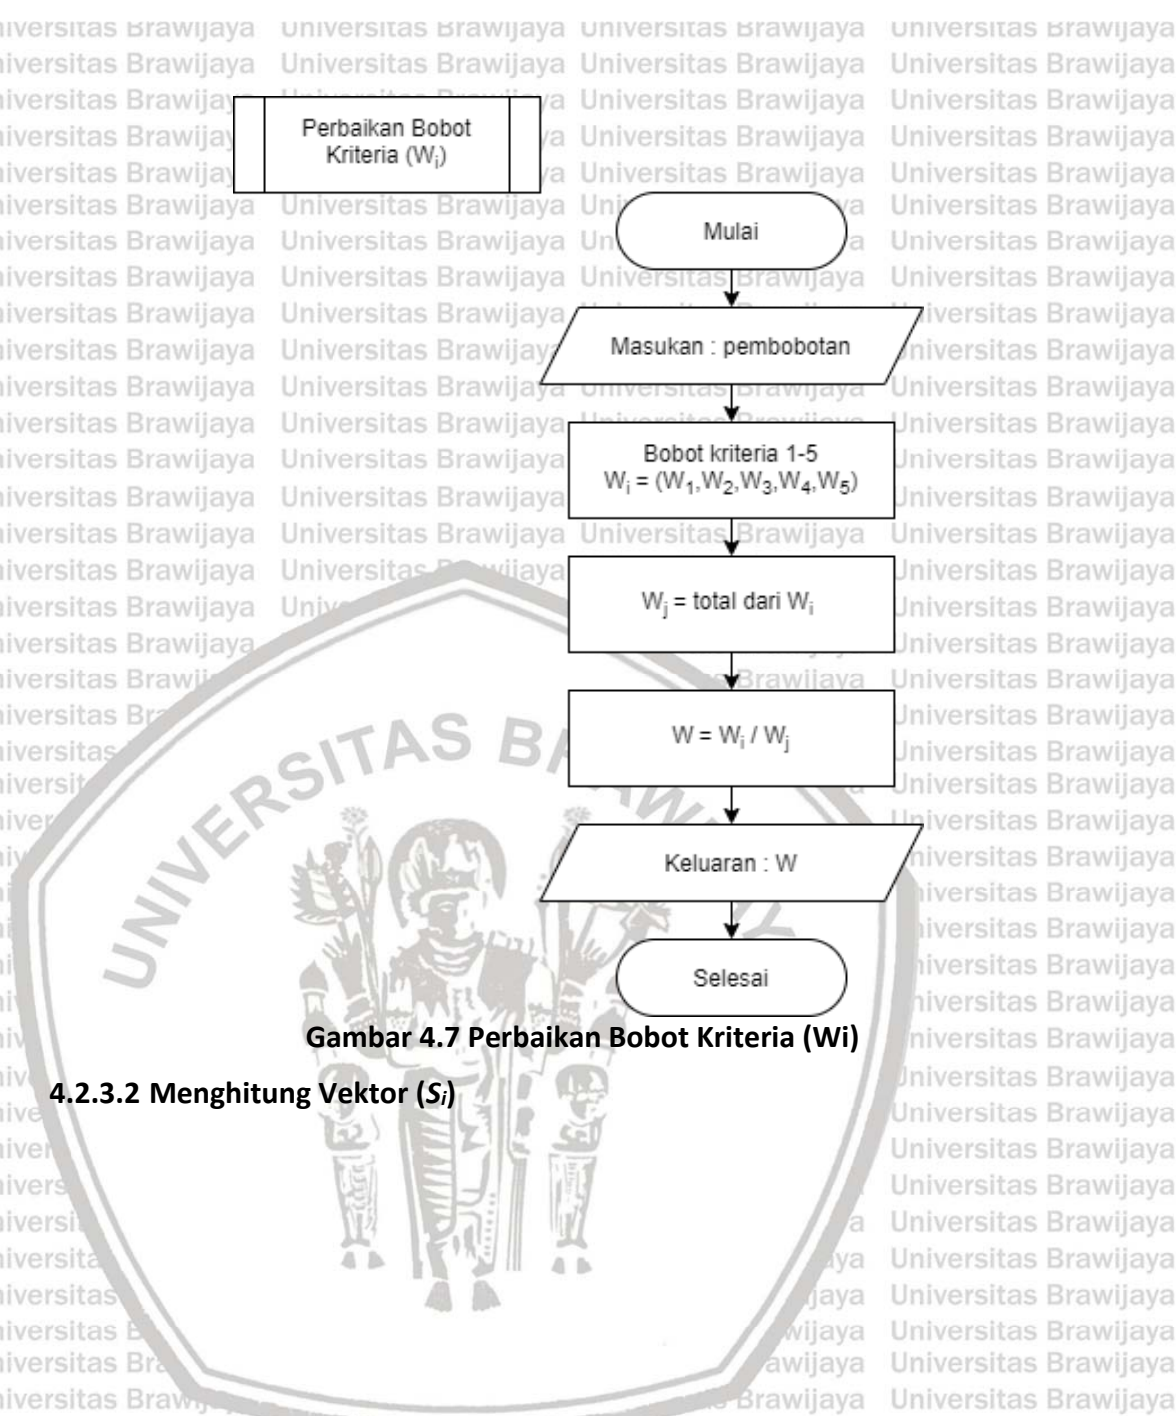 Perbaikan Bobot
Kriteria (Wi)
Mulai
Masukan : pembobotan
Bobot kriteria 1-5
Wi = (W1,W2,W3,W4,W5)
Wj = total dari Wi
W = Wi / Wj
Keluaran : W
Selesai
Gambar 4.7 Perbaikan Bobot Kriteria (Wi)
4.2.3.2 Menghitung Vektor (Si)